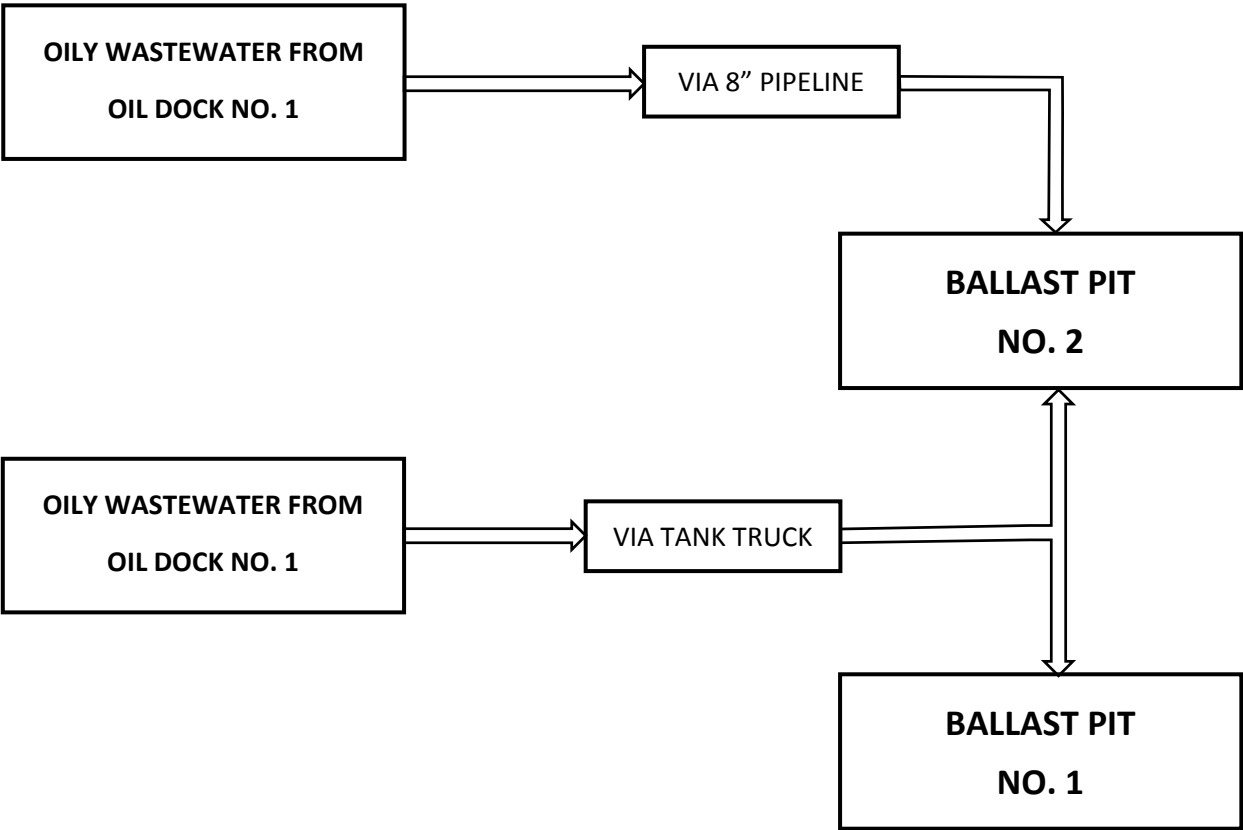 OILY WASTEWATER FROM
OIL DOCK NO. 1
VIA 8” PIPELINE
BALLAST PIT
NO. 2
OILY WASTEWATER FROM
OIL DOCK NO. 1
VIA TANK TRUCK
BALLAST PIT
NO. 1